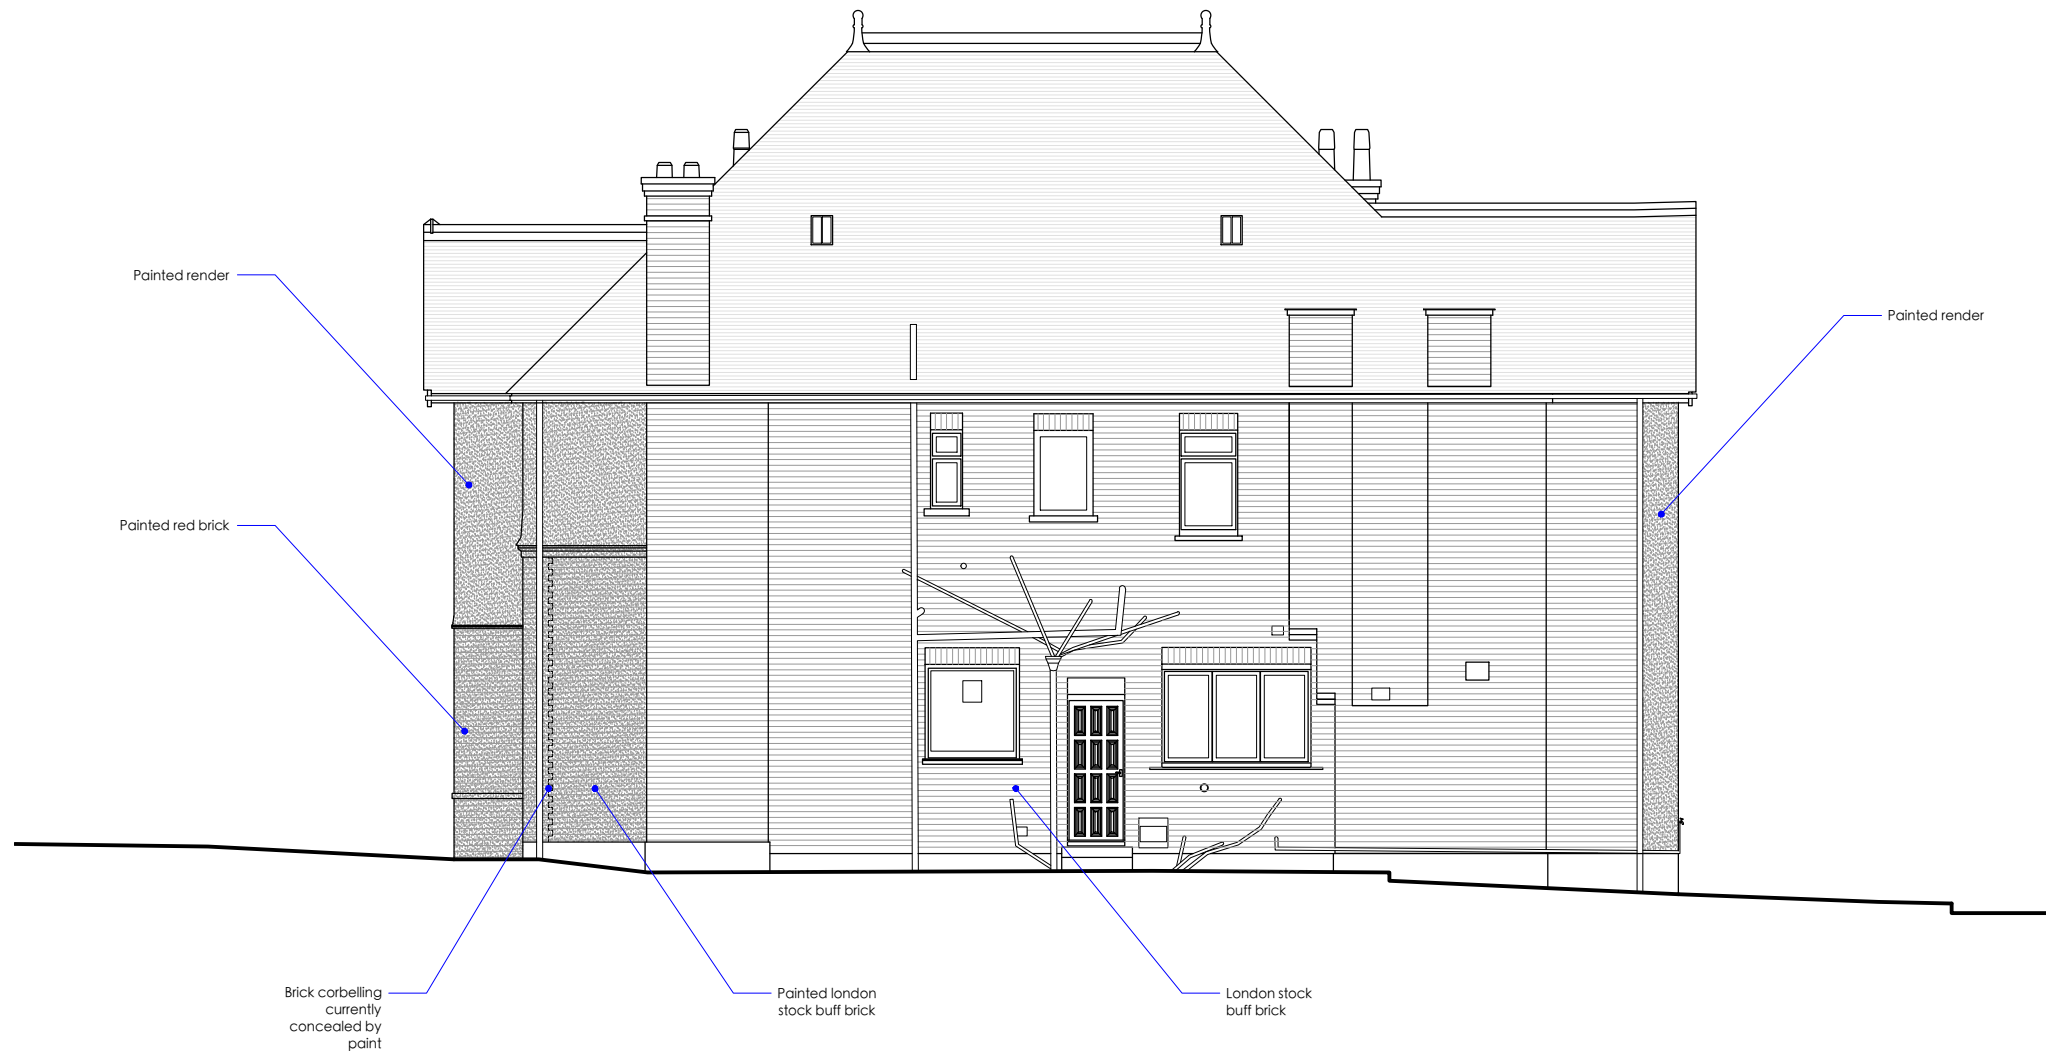 Painted render
Painted render
Painted red brick
Brick corbelling
currently
concealed by
paint
Painted london
stock buff brick
London stock
buff brick